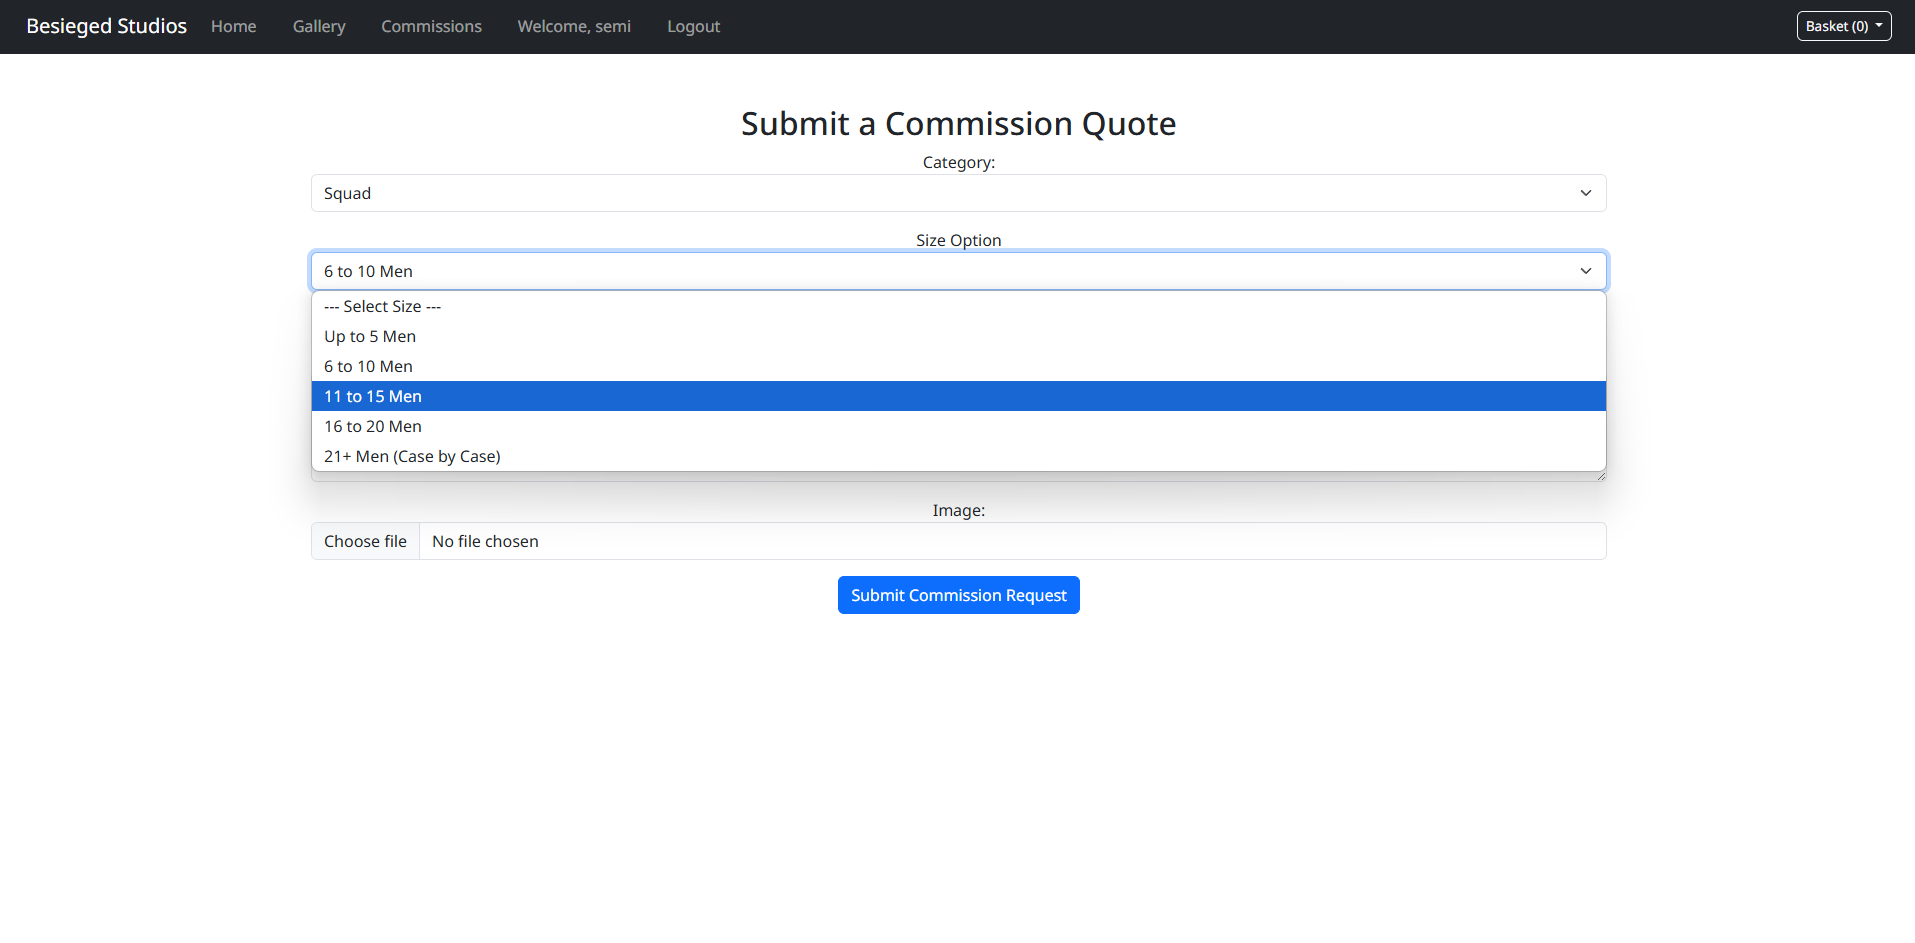 Besieged Studios Home Gallery Commissions Welcome, semi Logout Basket (0)
Submit a Commission Quote
Category:
Squad
Size Option
6 to 10 Men
--- Select Size ---
Up to 5 Men
6 to 10 Men
11 to 15 Men
16 to 20 Men
21+ Men (Case by Case)
Image:
Choose file No file chosen
Submit Commission Request